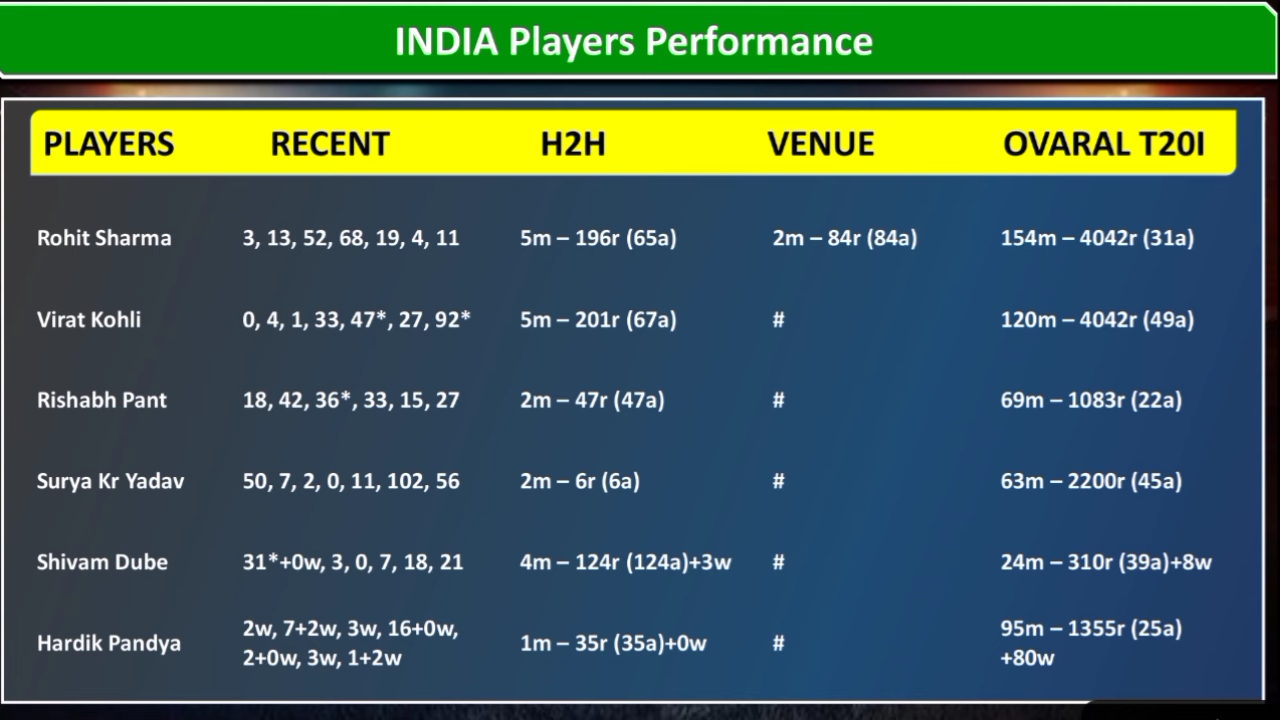 INDIA Players Performance
PLAYERS RECENT H2H VENUE OVARAL T20I
Rohit Sharma 3, 13, 52, 68, 19, 4, 11 5m – 196r (65a) 2m – 84r (84a) 154m – 4042r (31a)
Virat Kohli 0, 4, 1, 33, 47*, 27, 92* 5m – 201r (67a) # 120m – 4042r (49a)
Rishabh Pant 18, 42, 36*, 33, 15, 27 2m – 47r (47a) # 69m – 1083r (22a)
Surya Kr Yadav 50, 7, 2, 0, 11, 102, 56 2m – 6r (6a) # 63m – 2200r (45a)
Shivam Dube 31*+0w, 3, 0, 7, 18, 21 4m – 124r (124a)+3w # 24m – 310r (39a)+8w
Hardik Pandya 2w, 7+2w, 3w, 16+0w, 1m – 35r (35a)+0w # 95m – 1355r (25a)
2+0w, 3w, 1+2w +80w